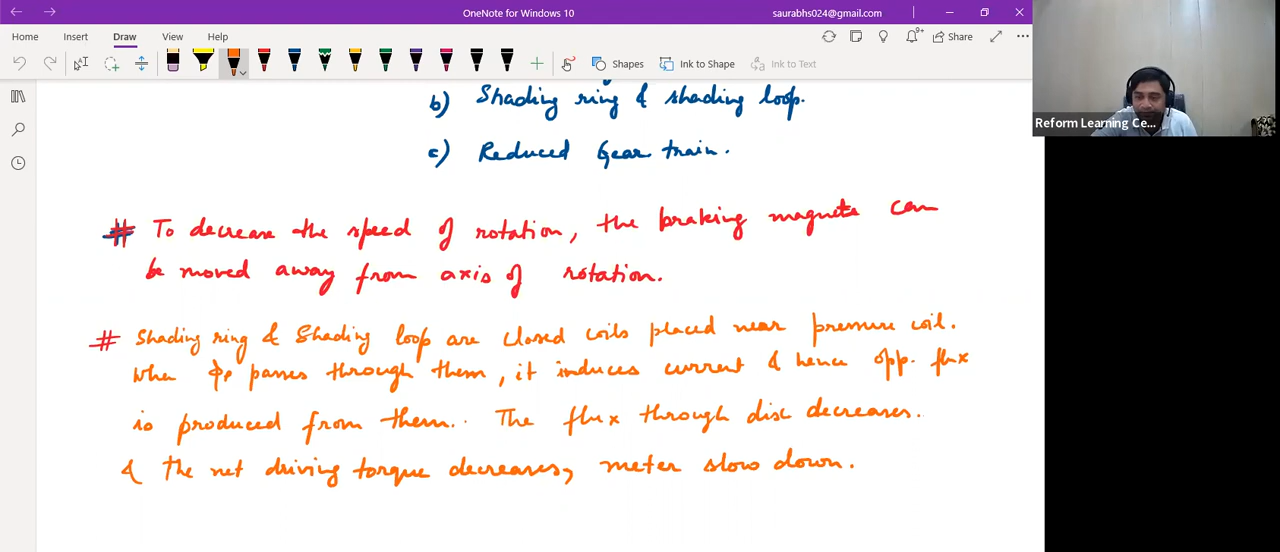 OneNote for Windows 10
saurabhs024@gmail.com
Home Insert Draw View Help
9+
Share
Shapes
Ink to Shape
Ink to Text
Reform Learning Ce...
b) Shading ring & shading loop.
c) Reduced Gear train.
# To decrease the speed of rotation, the braking magnets can
be moved away from axis of rotation.
# Shading ring & Shading loop are closed coils placed near pressure coil.
When ϕp passes through them, it induces current & hence opp. flux
is produced from them.. The flux through disc decreases.
& the net driving torque decreases, meter slow down.